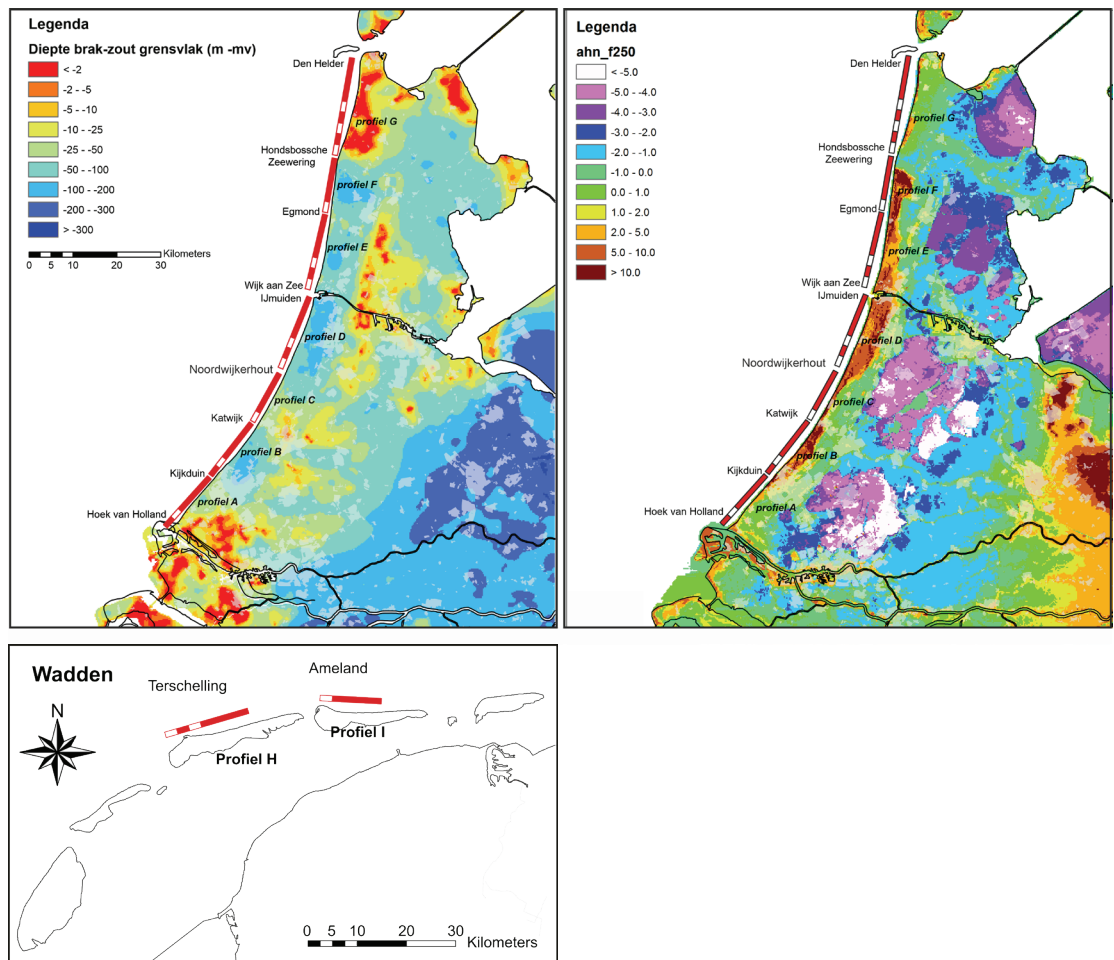 Legenda
Diepte brak-zout grensvlak (m -mv)
< -2
-2 - -5
-5 - -10
-10 - -25
-25 - -50
-50 - -100
-100 - -200
-200 - -300
> -300
Kilometers
0 5 10 20 30
Den Helder
profiel G
Hondsbossche
Zeewering
profiel F
Egmond
profiel E
Wijk aan Zee
IJmuiden
profiel D
Noordwijkerhout
profiel C
Katwijk
profiel B
Kijkduin
profiel A
Hoek van Holland
Legenda
ahn_f250
< -5.0
-5.0 - -4.0
-4.0 - -3.0
-3.0 - -2.0
-2.0 - -1.0
-1.0 - 0.0
0.0 - 1.0
1.0 - 2.0
2.0 - 5.0
5.0 - 10.0
> 10.0
Den Helder
profiel G
Hondsbossche
Zeewering
profiel F
Egmond
profiel E
Wijk aan Zee
IJmuiden
profiel D
Noordwijkerhout
profiel C
Katwijk
profiel B
Kijkduin
profiel A
Hoek van Holland
Wadden
N
Terschelling
Ameland
Profiel H
Profiel I
0 5 10 20 30
Kilometers